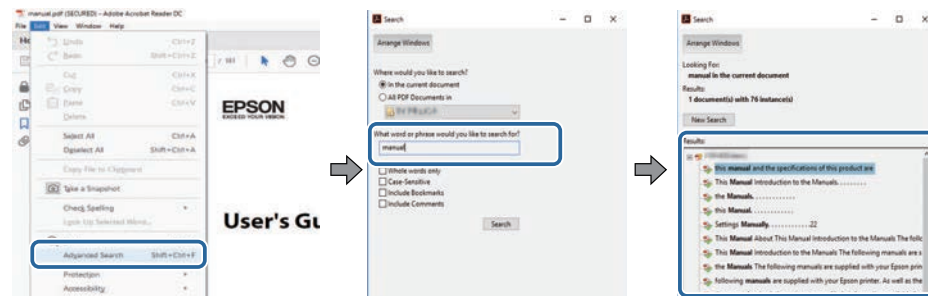 manual.pdf (SECURED) - Adobe Acrobat Reader DC
File Edit View Window Help
Undo Ctrl+Z
Redo Shift+Ctrl+Z
Cut Ctrl+X
Copy Ctrl+C
Paste Ctrl+V
Delete
Select All Ctrl+A
Deselect All Shift+Ctrl+A
Copy File to Clipboard
Take a Snapshot
Check Spelling
Look Up Selected Word...
Advanced Search Shift+Ctrl+F
Protection
Accessibility
/ 161
EPSON
EXCEED YOUR VISION
User's Gu
Search
Arrange Windows
Where would you like to search?
In the current document
All PDF Documents in
What word or phrase would you like to search for?
manual
Whole words only
Case-Sensitive
Include Bookmarks
Include Comments
Search
Search
Arrange Windows
Looking For:
manual in the current document
Results:
1 document(s) with 76 instance(s)
New Search
Results:
this manual and the specifications of this product are
This Manual Introduction to the Manuals. . . . . . . . .
the Manuals. . . . . . . . . . . .
this Manual. . . . . . . . . . . .
Settings Manually. . . . . . . . . . . . .22
This Manual About This Manual Introduction to the Manuals The follo
This Manual Introduction to the Manuals The following manuals are s
the Manuals The following manuals are supplied with your Epson prin
following manuals are supplied with your Epson printer. As well as the